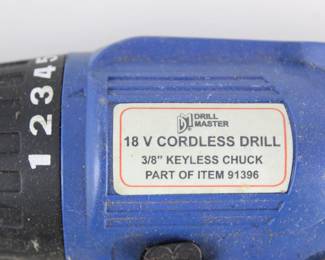 1 2 3 4 5
DRILL
MASTER
18 V CORDLESS DRILL
3/8" KEYLESS CHUCK
PART OF ITEM 91396